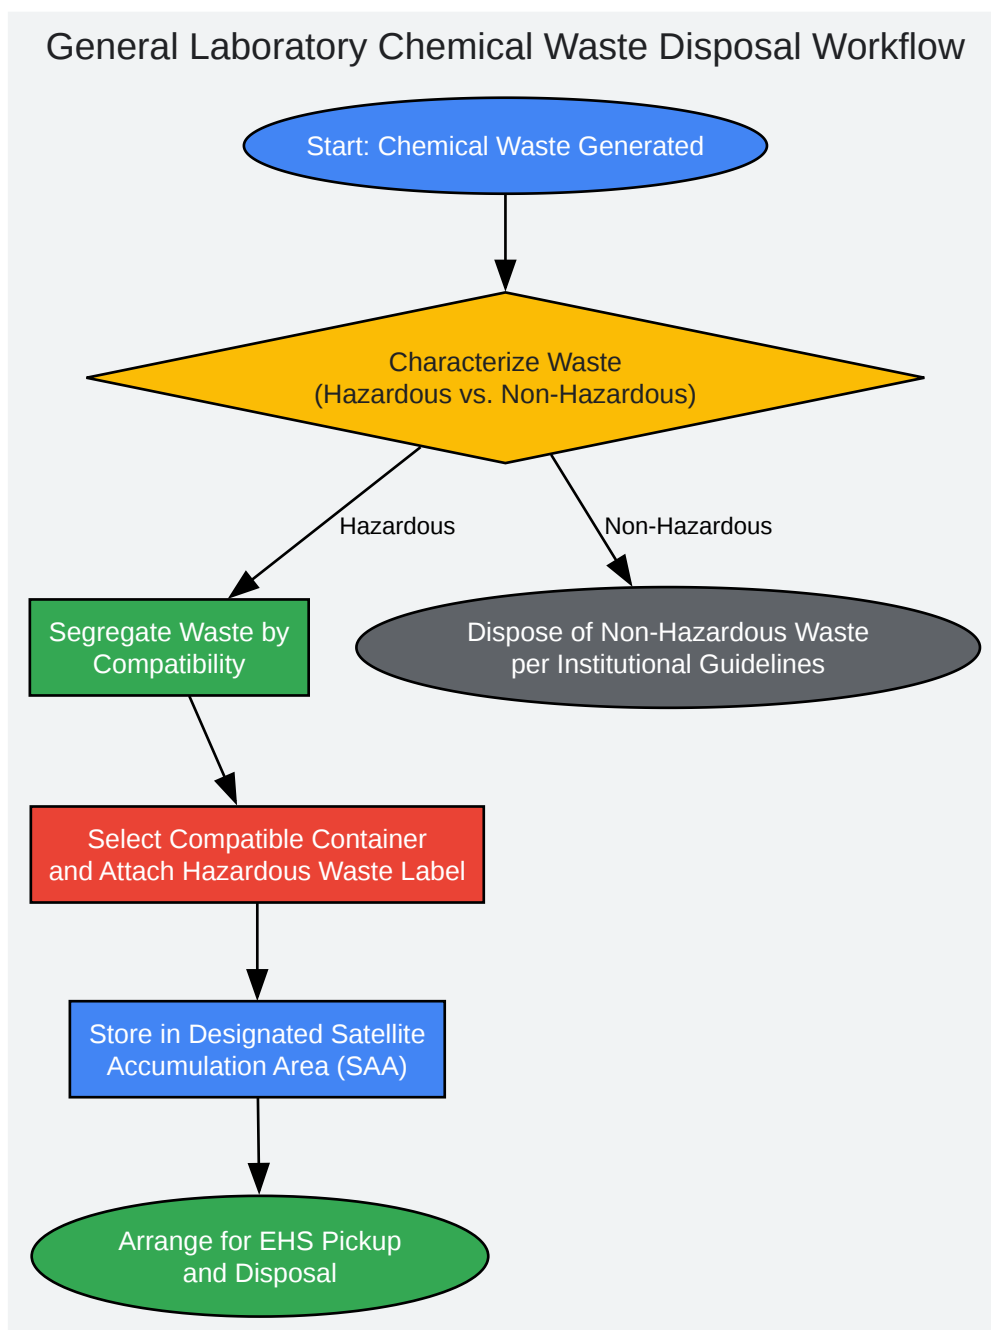 General Laboratory Chemical Waste Disposal Workflow
Start: Chemical Waste Generated
Characterize Waste
(Hazardous vs. Non-Hazardous)
Hazardous
Non-Hazardous
Segregate Waste by
Compatibility
Dispose of Non-Hazardous Waste
per Institutional Guidelines
Select Compatible Container
and Attach Hazardous Waste Label
Store in Designated Satellite
Accumulation Area (SAA)
Arrange for EHS Pickup
and Disposal